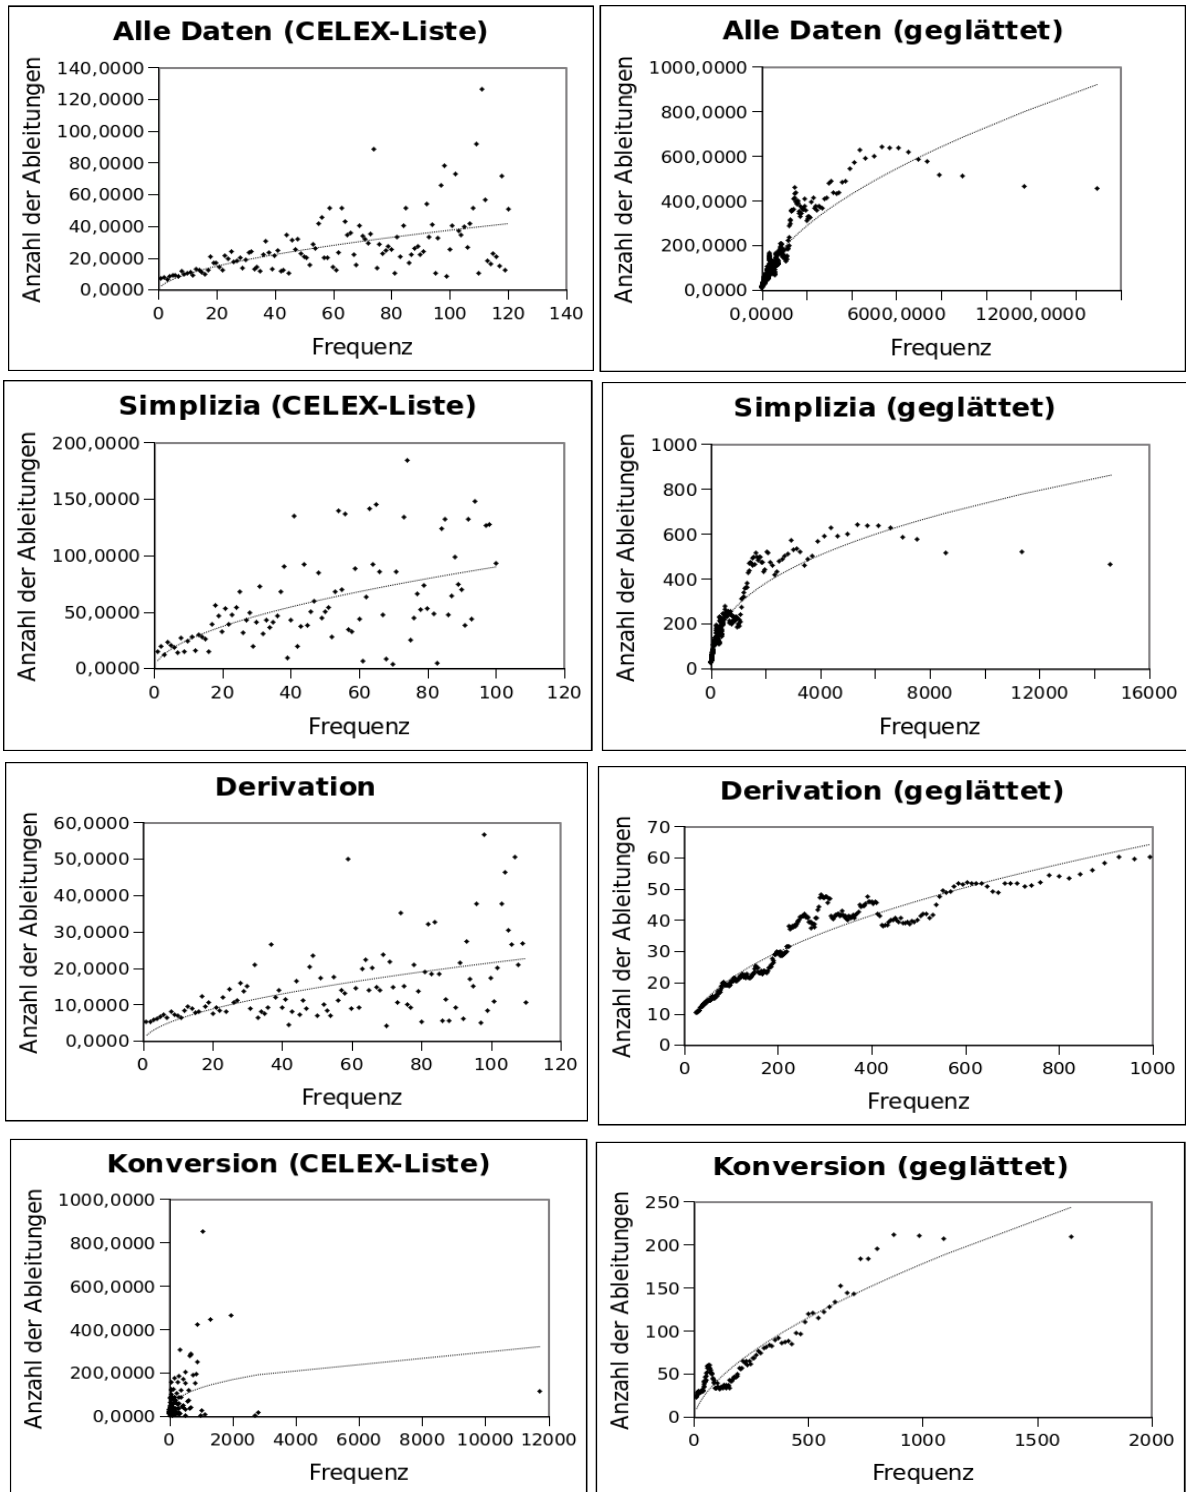 Alle Daten (CELEX-Liste)
Anzahl der Ableitungen
140,0000
120,0000
100,0000
80,0000
60,0000
40,0000
20,0000
0,0000
0 20 40 60 80 100 120 140
Frequenz
Alle Daten (geglättet)
Anzahl der Ableitungen
1000,0000
800,0000
600,0000
400,0000
200,0000
0,0000
0,0000 6000,0000 12000,0000
Frequenz
Simplizia (CELEX-Liste)
Anzahl der Ableitungen
200,0000
150,0000
100,0000
50,0000
0,0000
0 20 40 60 80 100 120
Frequenz
Simplizia (geglättet)
Anzahl der Ableitungen
1000
800
600
400
200
0
0 4000 8000 12000 16000
Frequenz
Derivation
Anzahl der Ableitungen
60,0000
50,0000
40,0000
30,0000
20,0000
10,0000
0,0000
0 20 40 60 80 100 120
Frequenz
Derivation (geglättet)
Anzahl der Ableitungen
70
60
50
40
30
20
10
0
0 200 400 600 800 1000
Frequenz
Konversion (CELEX-Liste)
Anzahl der Ableitungen
1000,0000
800,0000
600,0000
400,0000
200,0000
0,0000
0 2000 4000 6000 8000 10000 12000
Frequenz
Konversion (geglättet)
Anzahl der Ableitungen
250
200
150
100
50
0
0 500 1000 1500 2000
Frequenz